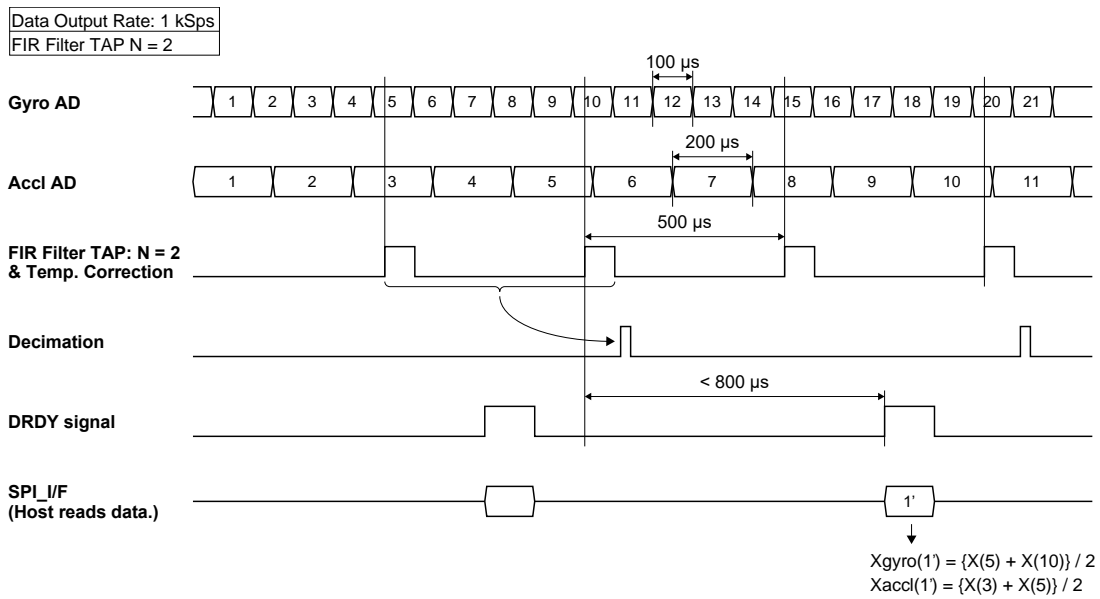 Data Output Rate: 1 kSps
FIR Filter TAP N = 2
100 µs
Gyro AD
1 2 3 4 5 6 7 8 9 10 11 12 13 14 15 16 17 18 19 20 21
200 µs
Accl AD
1 2 3 4 5 6 7 8 9 10 11
500 µs
FIR Filter TAP: N = 2
& Temp. Correction
Decimation
< 800 µs
DRDY signal
SPI_I/F
(Host reads data.)
1'
Xgyro(1') = {X(5) + X(10)} / 2
Xaccl(1') = {X(3) + X(5)} / 2